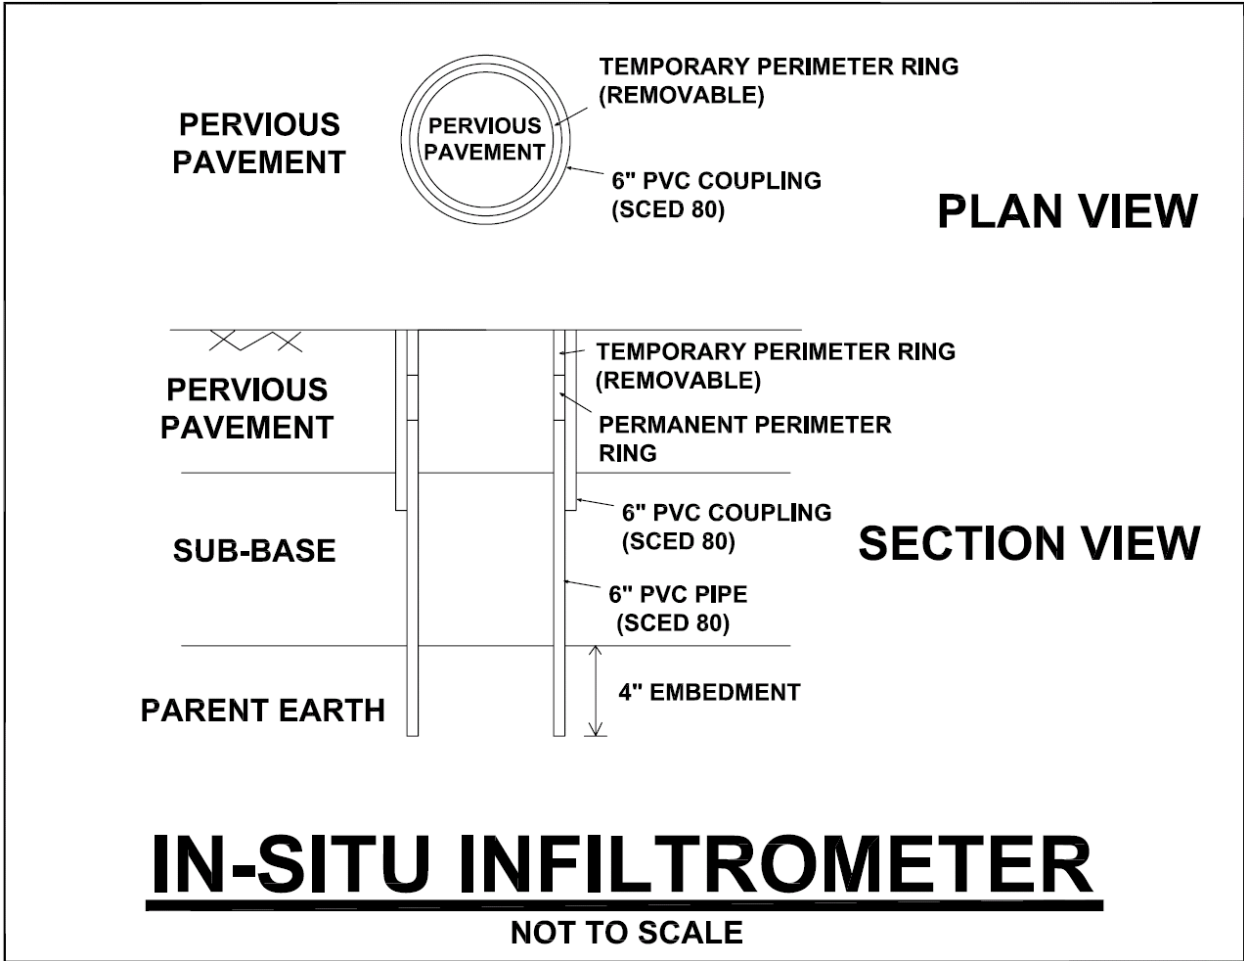 TEMPORARY PERIMETER RING
(REMOVABLE)
PERVIOUS
PAVEMENT
PERVIOUS
PAVEMENT
6" PVC COUPLING
(SCED 80)
PLAN VIEW
TEMPORARY PERIMETER RING
(REMOVABLE)
PERVIOUS
PAVEMENT
PERMANENT PERIMETER
RING
6" PVC COUPLING
(SCED 80)
SECTION VIEW
SUB-BASE
6" PVC PIPE
(SCED 80)
4" EMBEDMENT
PARENT EARTH
IN-SITU INFILTROMETER
NOT TO SCALE